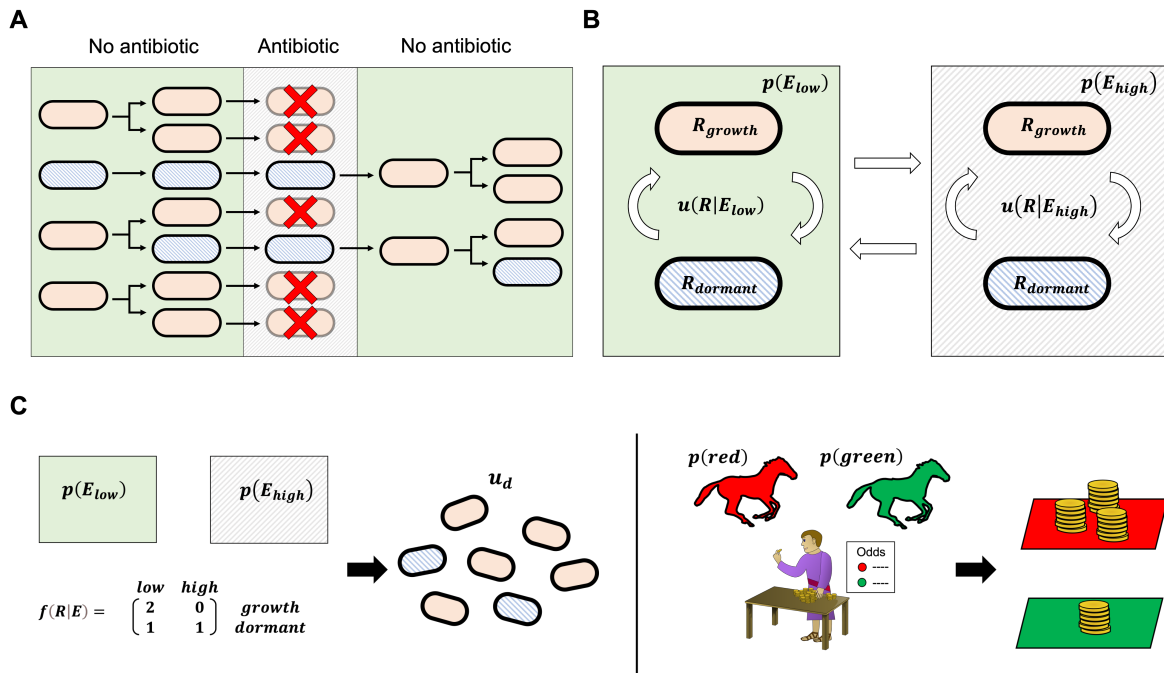 A
No antibiotic
Antibiotic
No antibiotic
B
p(E_low)
R_growth
u(R|E_low)
R_dormant
p(E_high)
R_growth
u(R|E_high)
R_dormant
C
p(E_low)
p(E_high)
low high
f(R|E) = ( 2 0 ) growth
( 1 1 ) dormant
u_d
p(red)
p(green)
Odds
----
----